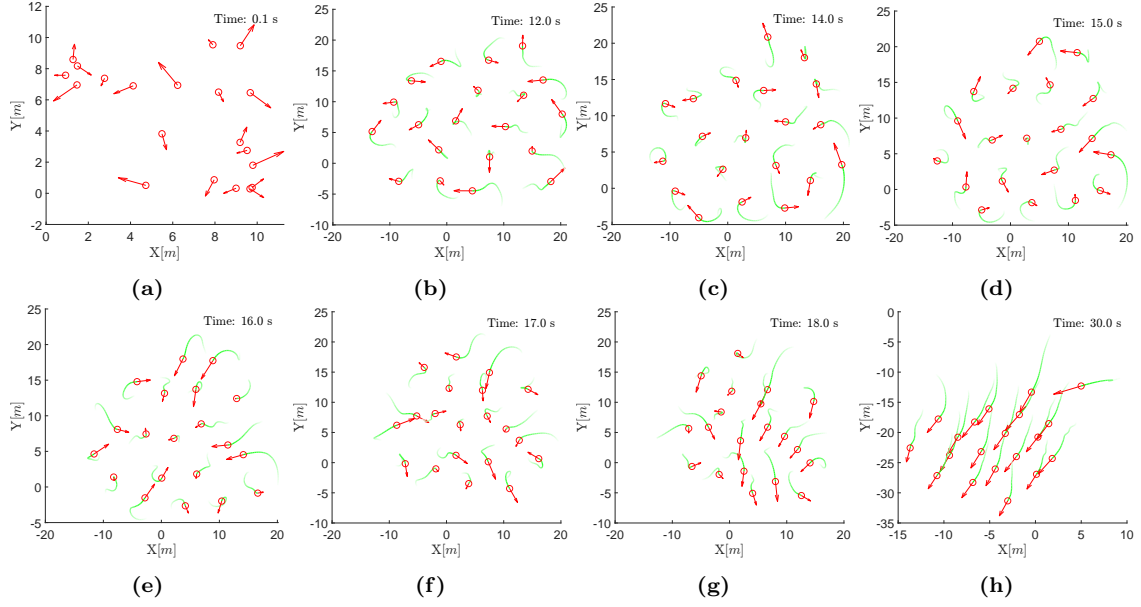 Time: 0.1 s
12
10
8
6
4
2
0
-2
Y[m]
0 2 4 6 8 10
X[m]
(a)
Time: 12.0 s
25
20
15
10
5
0
-5
-10
Y[m]
-20 -10 0 10 20
X[m]
(b)
Time: 14.0 s
25
20
15
10
5
0
-5
Y[m]
-20 -10 0 10 20
X[m]
(c)
Time: 15.0 s
25
20
15
10
5
0
-5
Y[m]
-20 -10 0 10 20
X[m]
(d)
Time: 16.0 s
25
20
15
10
5
0
-5
Y[m]
-20 -10 0 10 20
X[m]
(e)
Time: 17.0 s
25
20
15
10
5
0
-5
-10
Y[m]
-20 -10 0 10 20
X[m]
(f)
Time: 18.0 s
25
20
15
10
5
0
-5
-10
Y[m]
-20 -10 0 10 20
X[m]
(g)
Time: 30.0 s
0
-5
-10
-15
-20
-25
-30
-35
Y[m]
-15 -10 -5 0 5 10
X[m]
(h)